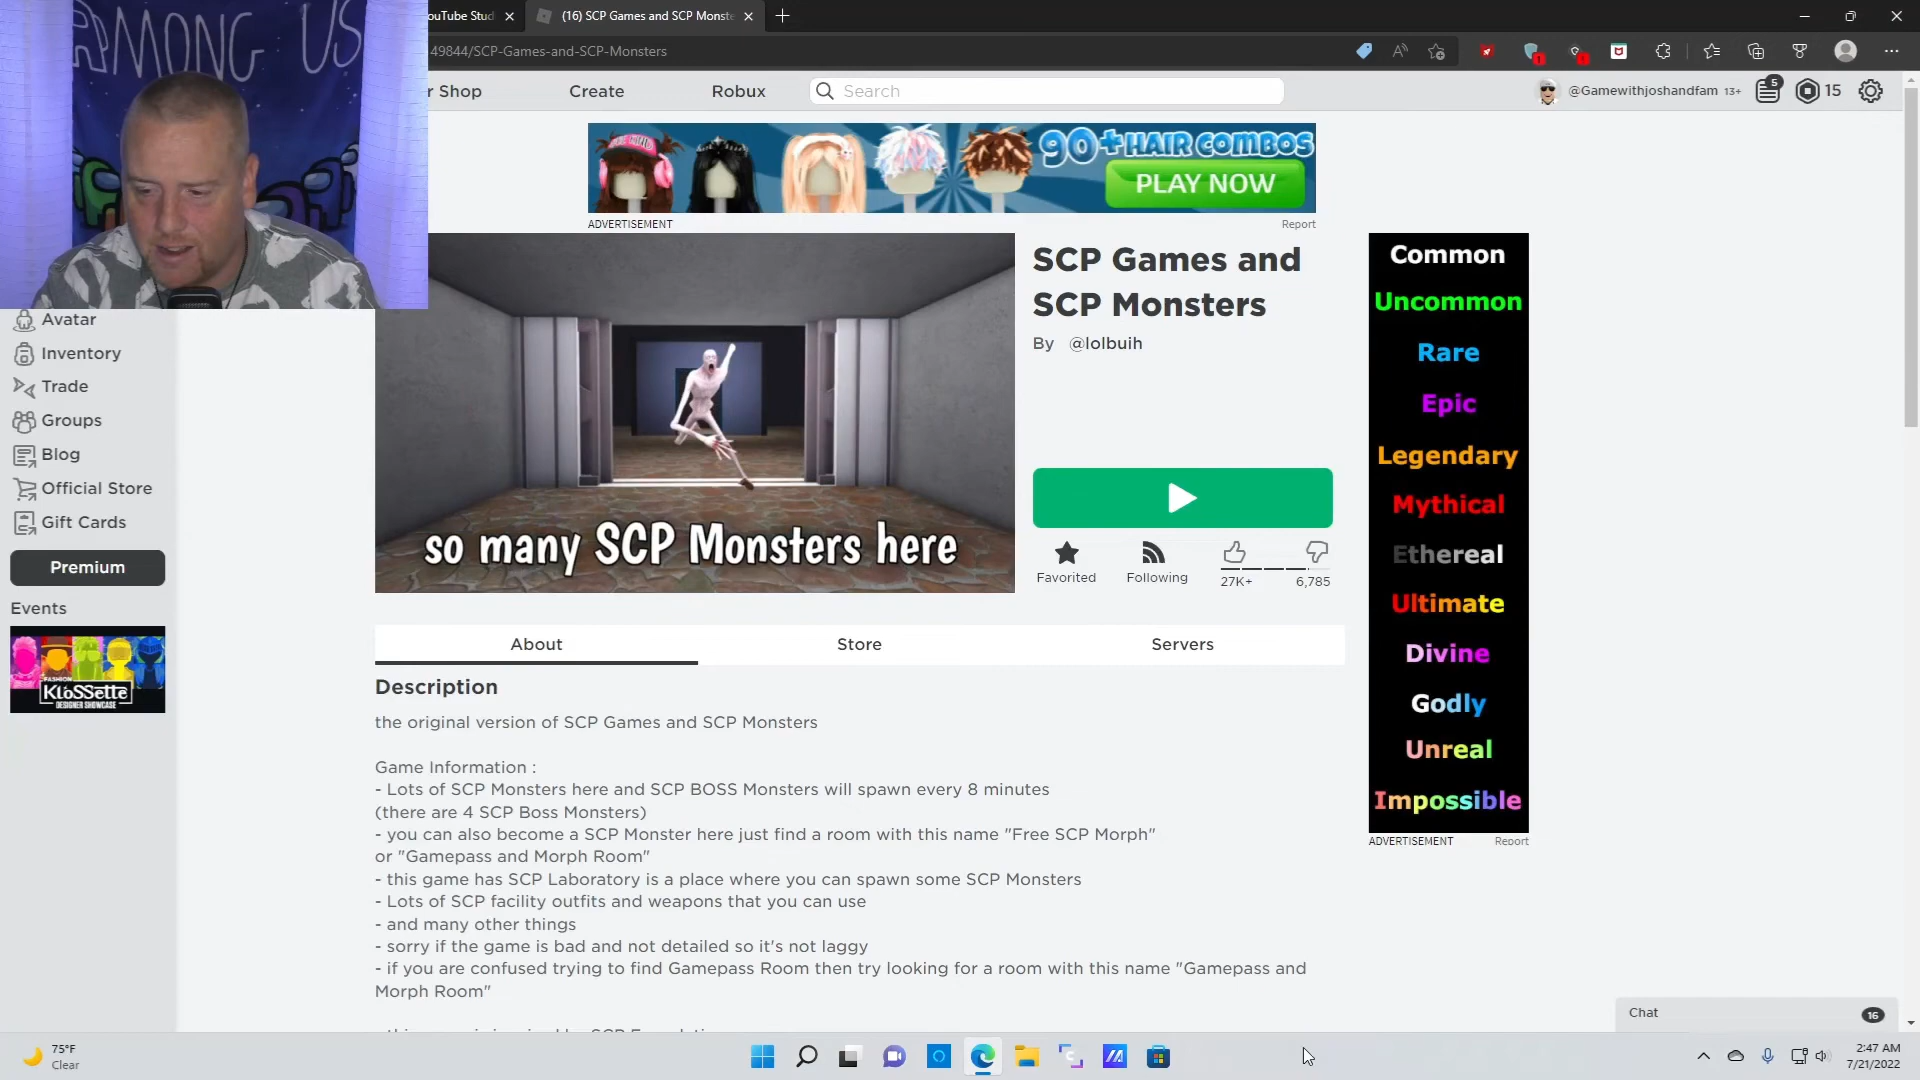 AMONG US
ouTube Stud
(16) SCP Games and SCP Monste
49844/SCP-Games-and-SCP-Monsters
r Shop
Create
Robux
Search
@Gamewithjoshandfam 13+
5
15
90+ HAIR COMBOS
PLAY NOW
ADVERTISEMENT
Report
so many SCP Monsters here
SCP Games and
SCP Monsters
By @lolbuih
Favorited
Following
27K+
6,785
Common
Uncommon
Rare
Epic
Legendary
Mythical
Ethereal
Ultimate
Divine
Godly
Unreal
Impossible
ADVERTISEMENT
Report
Avatar
Inventory
Trade
Groups
Blog
Official Store
Gift Cards
Premium
Events
FASHION
KLOSSETTE
DESIGNER SHOWCASE
About
Store
Servers
Description
the original version of SCP Games and SCP Monsters
Game Information :
- Lots of SCP Monsters here and SCP BOSS Monsters will spawn every 8 minutes
(there are 4 SCP Boss Monsters)
- you can also become a SCP Monster here just find a room with this name "Free SCP Morph"
or "Gamepass and Morph Room"
- this game has SCP Laboratory is a place where you can spawn some SCP Monsters
- Lots of SCP facility outfits and weapons that you can use
- and many other things
- sorry if the game is bad and not detailed so it's not laggy
- if you are confused trying to find Gamepass Room then try looking for a room with this name "Gamepass and
Morph Room"
Chat
16
75°F
Clear
2:47 AM
7/21/2022